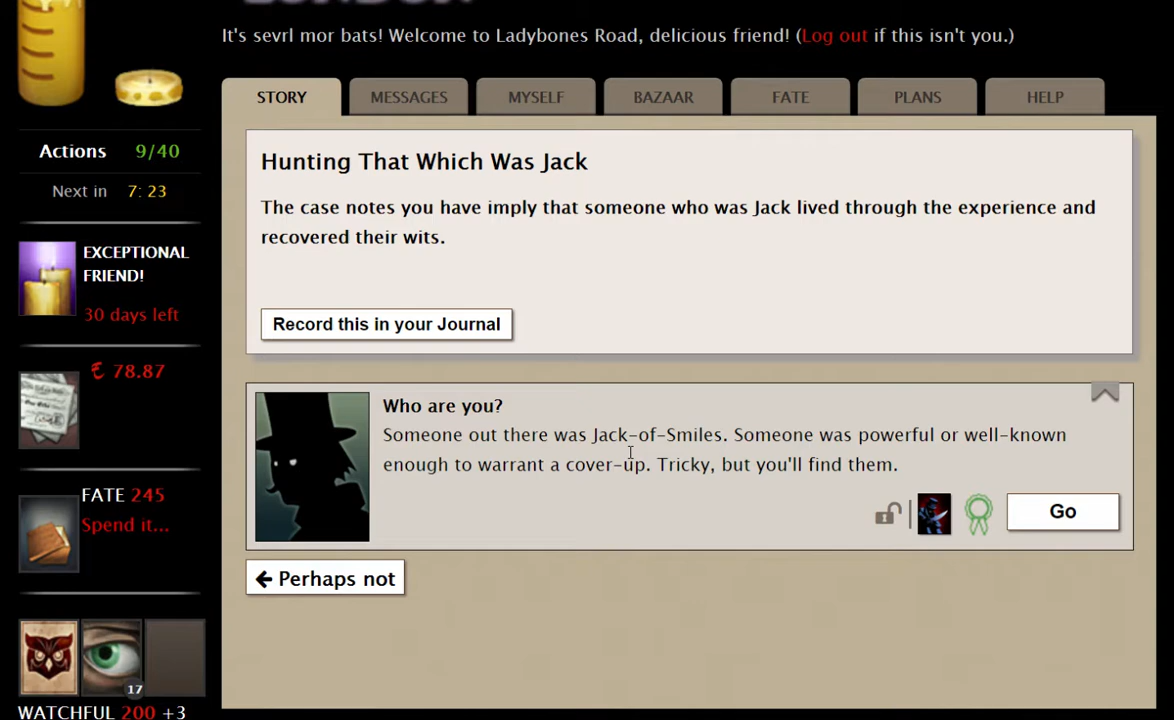 It's sevrl mor bats! Welcome to Ladybones Road, delicious friend! (Log out if this isn't you.)
STORY MESSAGES MYSELF BAZAAR FATE PLANS HELP
Actions 9/40
Next in 7: 23
EXCEPTIONAL
FRIEND!
30 days left
78.87
FATE 245
Spend it...
17
WATCHFUL 200 +3
Hunting That Which Was Jack
The case notes you have imply that someone who was Jack lived through the experience and
recovered their wits.
Record this in your Journal
Who are you?
Someone out there was Jack-of-Smiles. Someone was powerful or well-known
enough to warrant a cover-up. Tricky, but you'll find them.
Go
Perhaps not